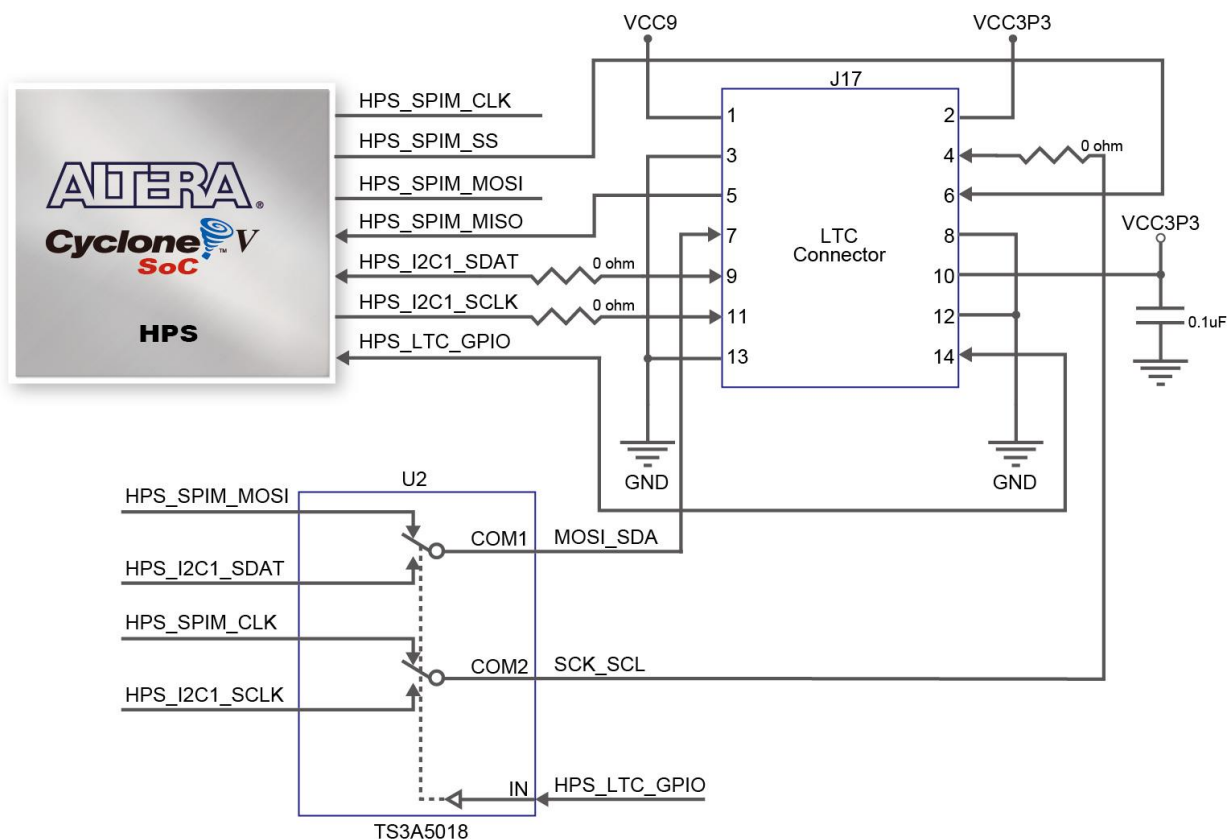 VCC9
VCC3P3
J17
HPS_SPIM_CLK
HPS_SPIM_SS
HPS_SPIM_MOSI
HPS_SPIM_MISO
HPS_I2C1_SDAT
0 ohm
HPS_I2C1_SCLK
0 ohm
HPS_LTC_GPIO
ALTERA®
Cyclone™ V
SoC
HPS
1
3
5
7
9
11
13
LTC
Connector
2
4
6
8
10
12
14
0 ohm
VCC3P3
0.1uF
GND
GND
U2
HPS_SPIM_MOSI
HPS_I2C1_SDAT
HPS_SPIM_CLK
HPS_I2C1_SCLK
COM1
MOSI_SDA
COM2
SCK_SCL
IN
HPS_LTC_GPIO
TS3A5018